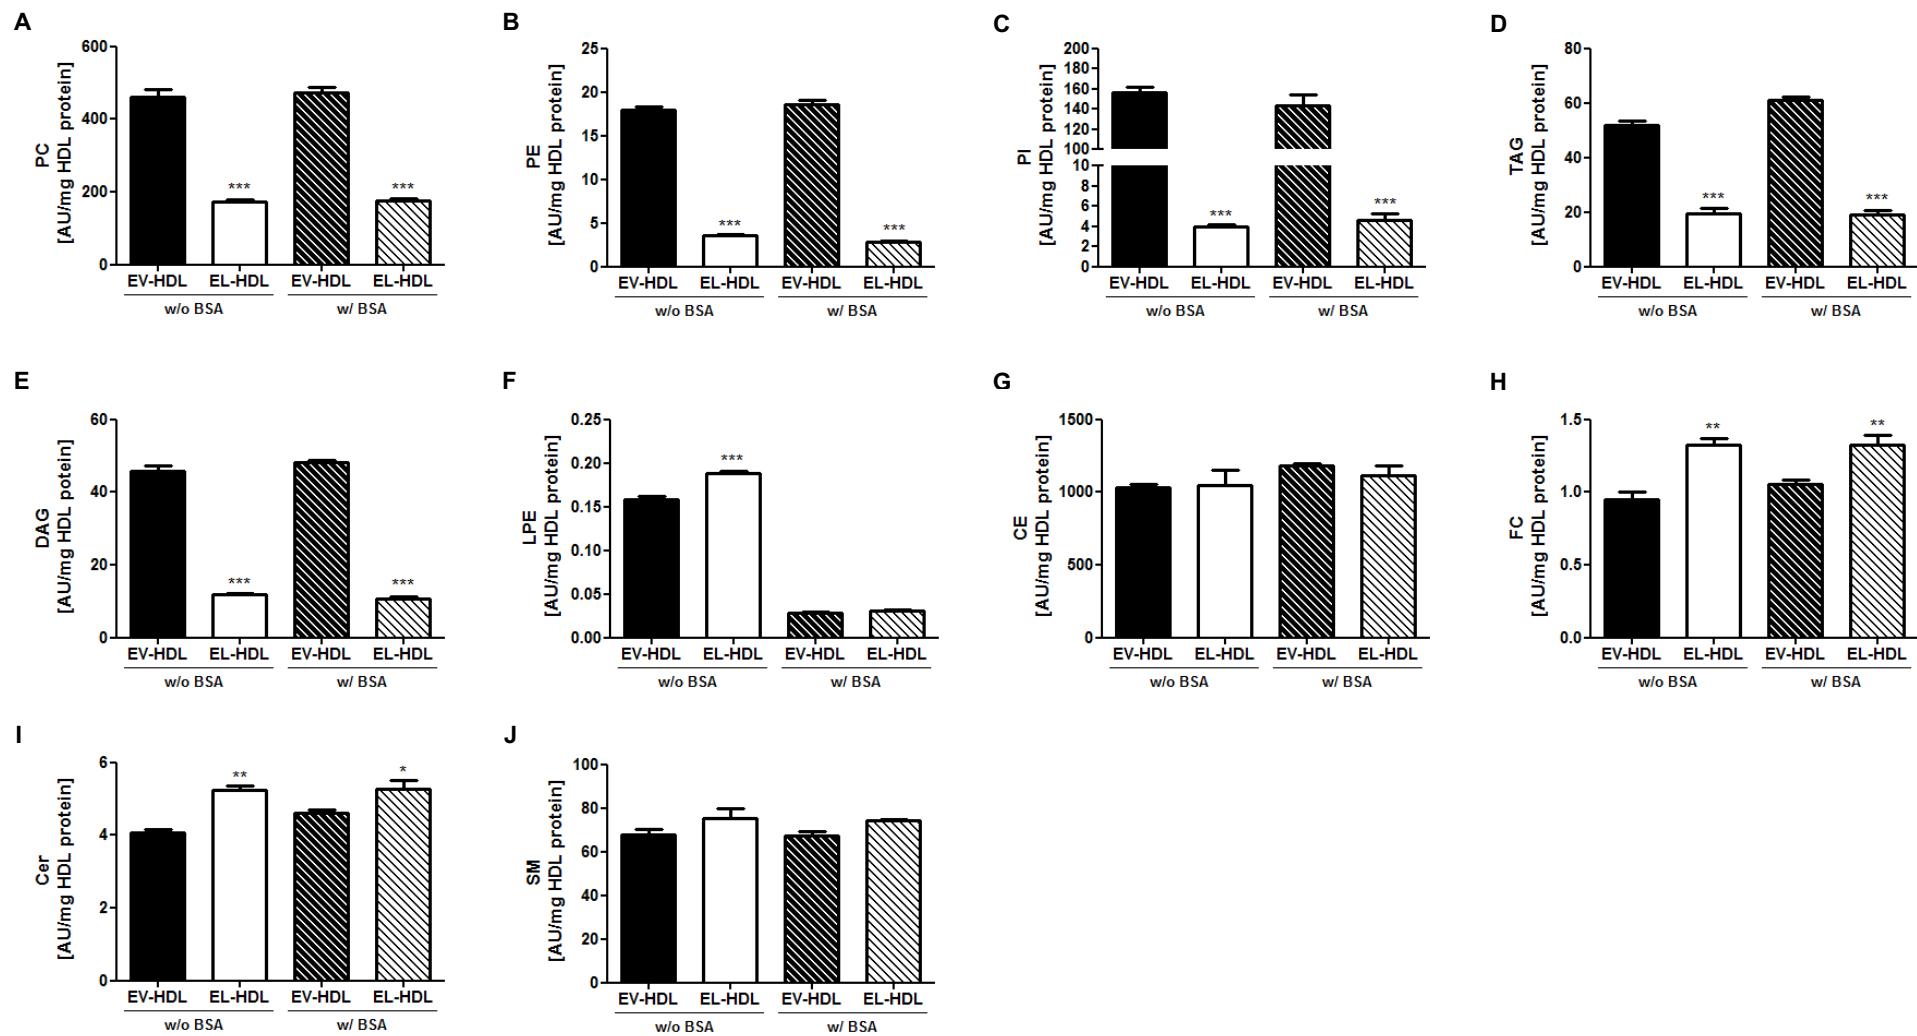 A
PC
[AU/mg HDL protein]
600
400
200
0
***
***
EV-HDL EL-HDL EV-HDL EL-HDL
w/o BSA w/ BSA
B
PE
[AU/mg HDL protein]
25
20
15
10
5
0
***
***
EV-HDL EL-HDL EV-HDL EL-HDL
w/o BSA w/ BSA
C
PI
[AU/mg HDL protein]
200
180
160
140
120
100
10
8
6
4
2
0
***
***
EV-HDL EL-HDL EV-HDL EL-HDL
w/o BSA w/ BSA
D
TAG
[AU/mg HDL protein]
80
60
40
20
0
***
***
EV-HDL EL-HDL EV-HDL EL-HDL
w/o BSA w/ BSA
E
DAG
[AU/mg HDL potein]
60
40
20
0
***
***
EV-HDL EL-HDL EV-HDL EL-HDL
w/o BSA w/ BSA
F
LPE
[AU/mg HDL protein]
0.25
0.20
0.15
0.10
0.05
0.00
***
EV-HDL EL-HDL EV-HDL EL-HDL
w/o BSA w/ BSA
G
CE
[AU/mg HDL protein]
1500
1000
500
0
EV-HDL EL-HDL EV-HDL EL-HDL
w/o BSA w/ BSA
H
FC
[AU/mg HDL protein]
1.5
1.0
0.5
0.0
**
**
EV-HDL EL-HDL EV-HDL EL-HDL
w/o BSA w/ BSA
I
Cer
[AU/mg HDL protein]
6
4
2
0
**
*
EV-HDL EL-HDL EV-HDL EL-HDL
w/o BSA w/ BSA
J
SM
[AU/mg HDL protein]
100
80
60
40
20
0
EV-HDL EL-HDL EV-HDL EL-HDL
w/o BSA w/ BSA